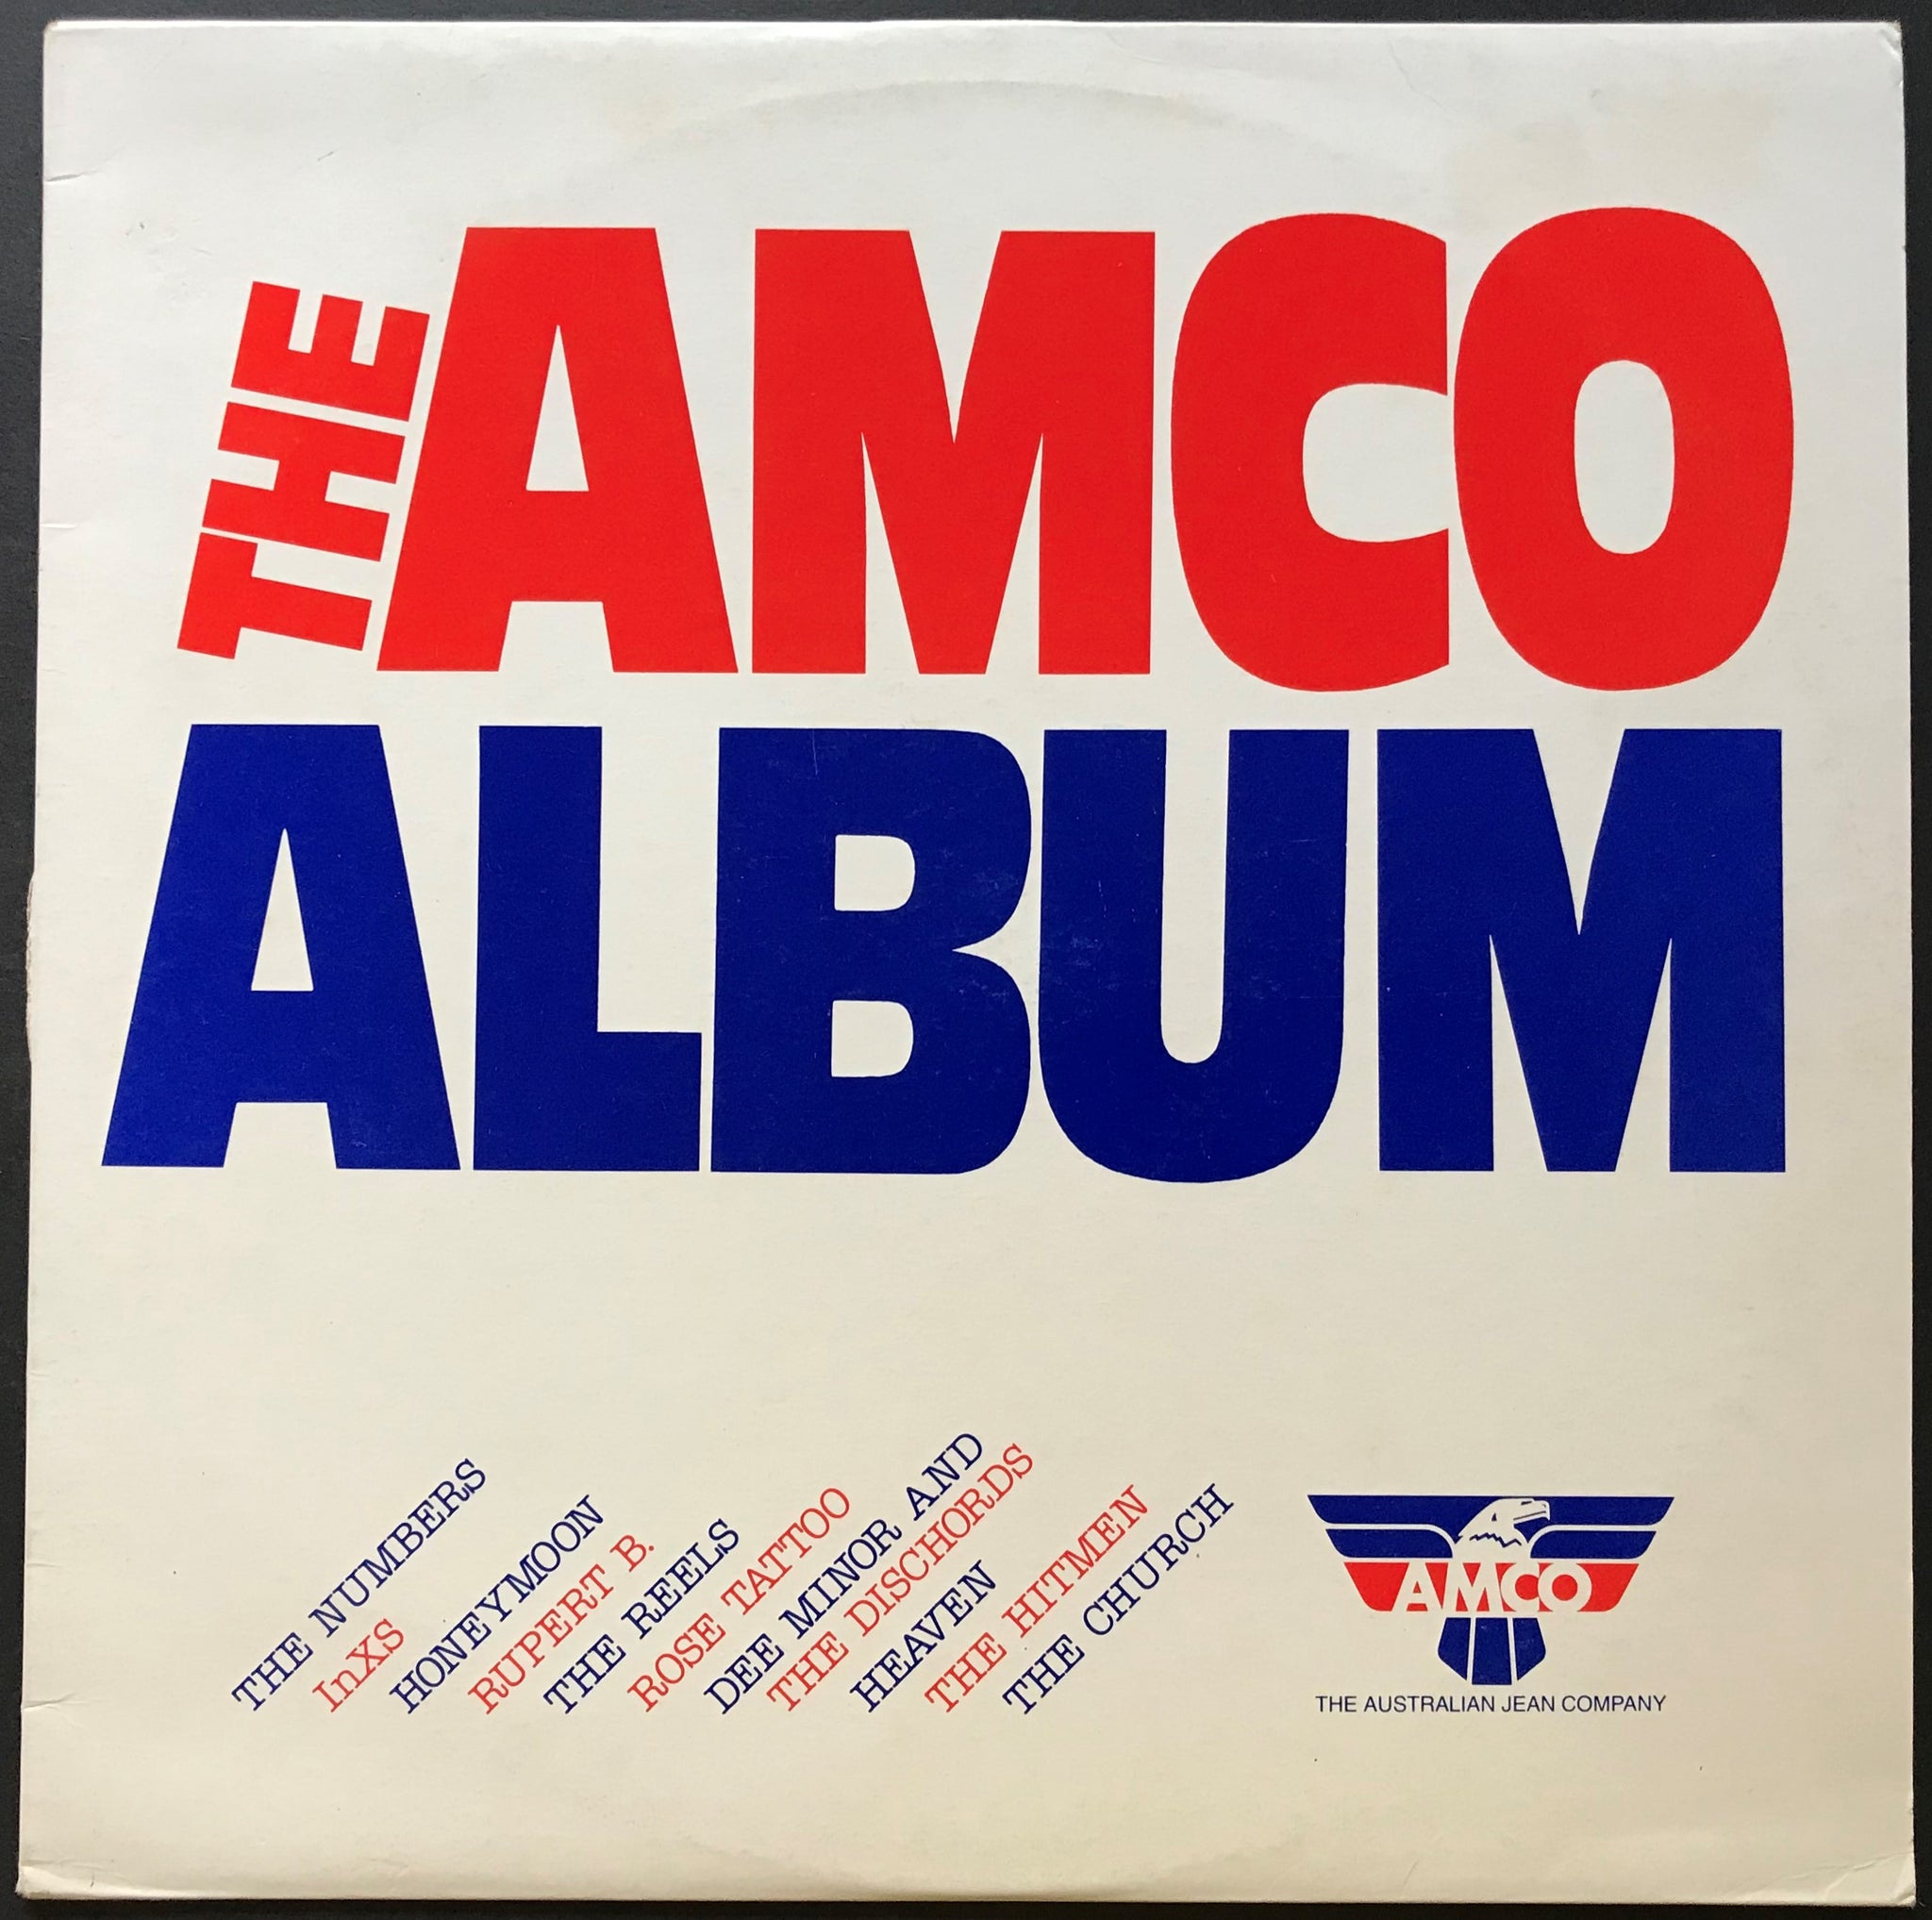 THE AMCO
ALBUM
THE NUMBERS
InXS
HONEYMOON
RUPERT B.
THE REELS
ROSE TATTOO
DEE MINOR AND
THE DISCHORDS
HEAVEN
THE HITMEN
THE CHURCH
AMCO
THE AUSTRALIAN JEAN COMPANY